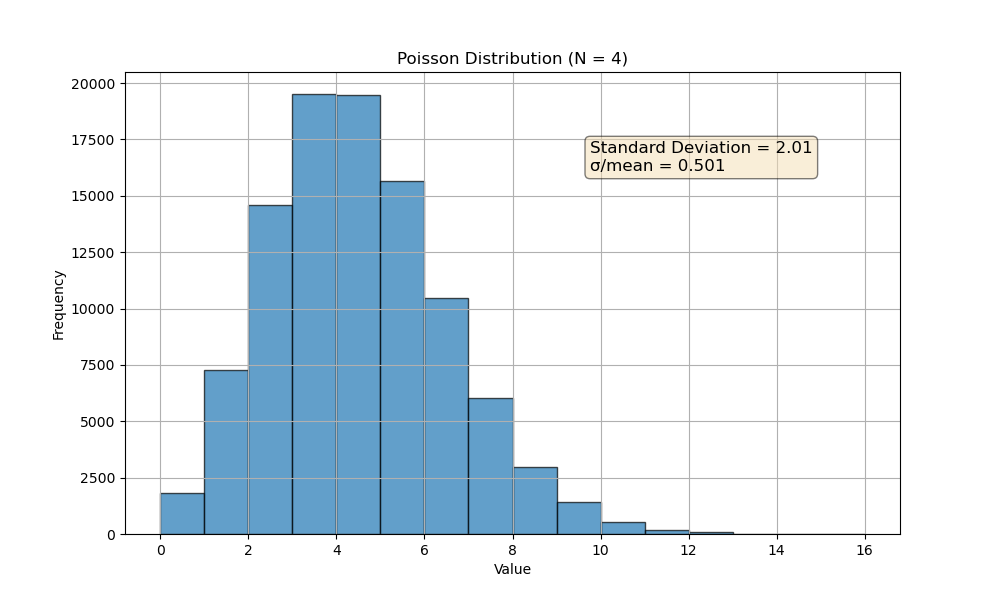 Poisson Distribution (N = 4)
20000
17500
15000
12500
10000
7500
5000
2500
0
Frequency
Standard Deviation = 2.01
σ/mean = 0.501
0 2 4 6 8 10 12 14 16
Value